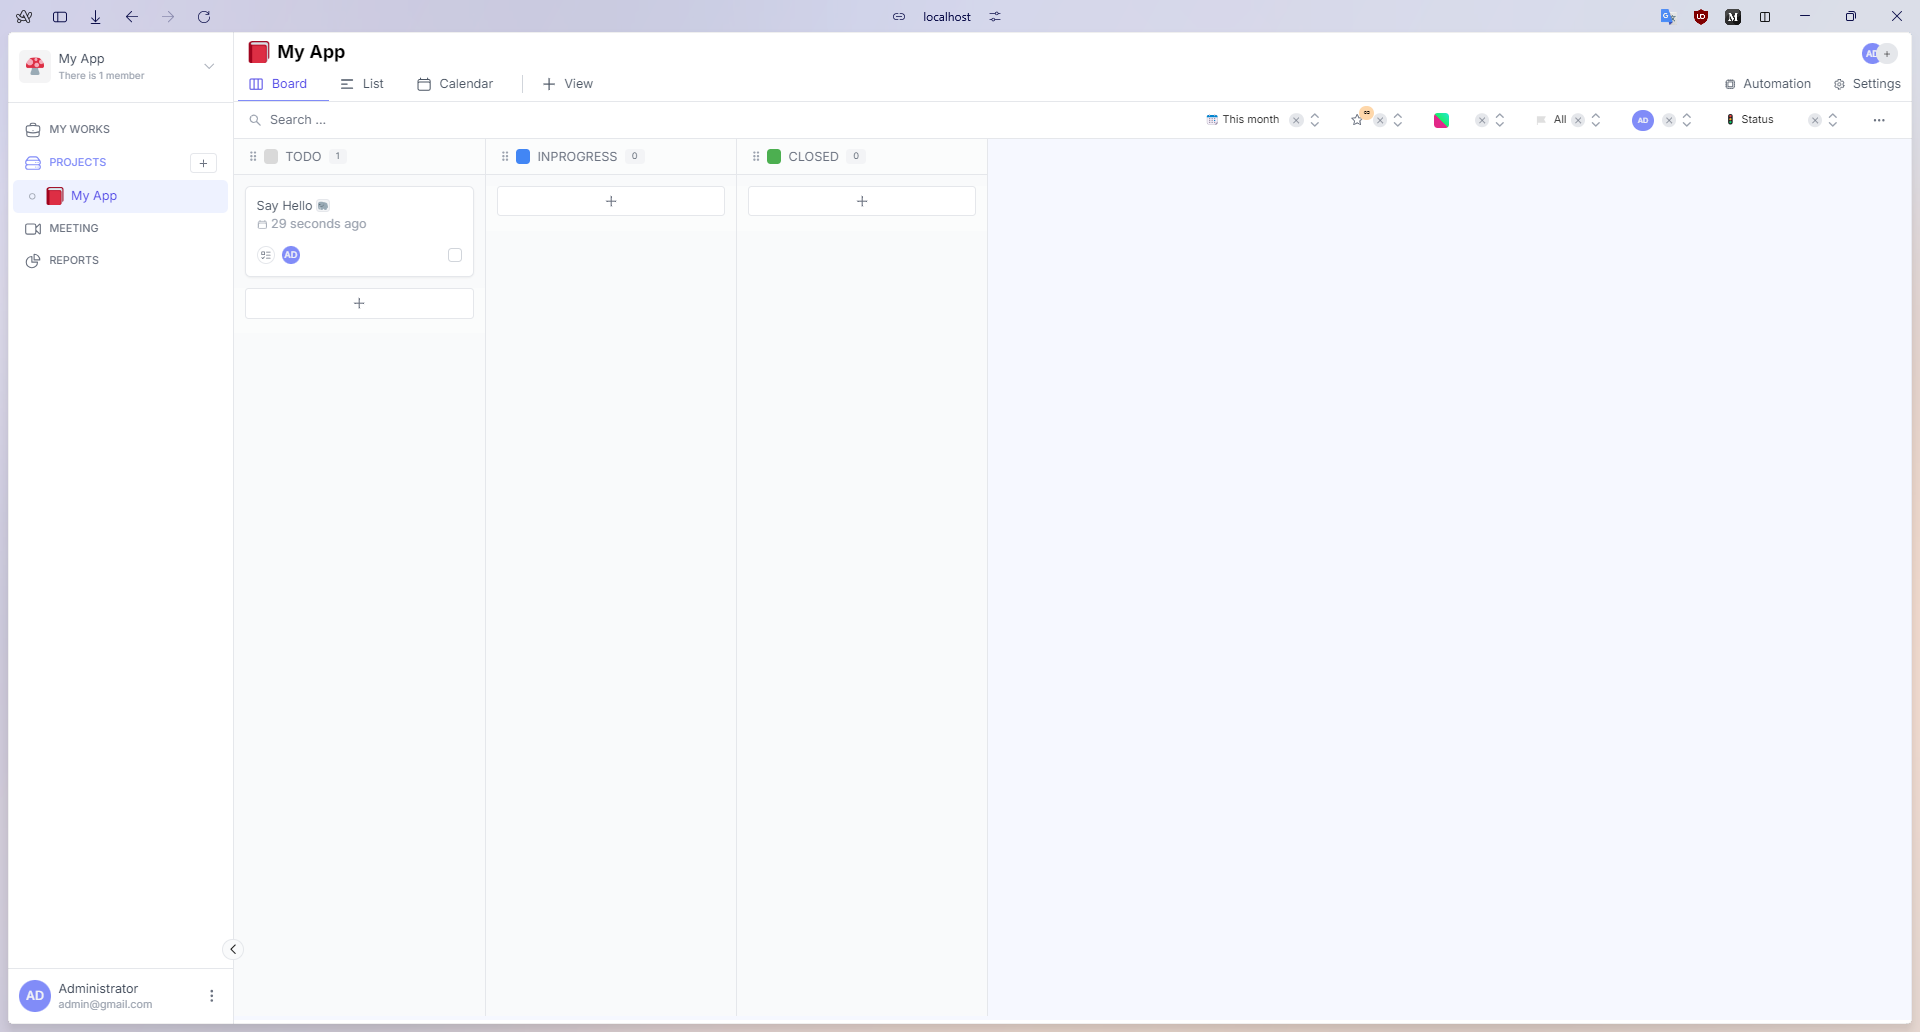 localhost
My App
There is 1 member
MY WORKS
PROJECTS
My App
MEETING
REPORTS
AD
Administrator
admin@gmail.com
My App
Board
List
Calendar
View
Automation
Settings
Search ...
This month
All
AD
Status
TODO 1
INPROGRESS 0
CLOSED 0
Say Hello
29 seconds ago
AD